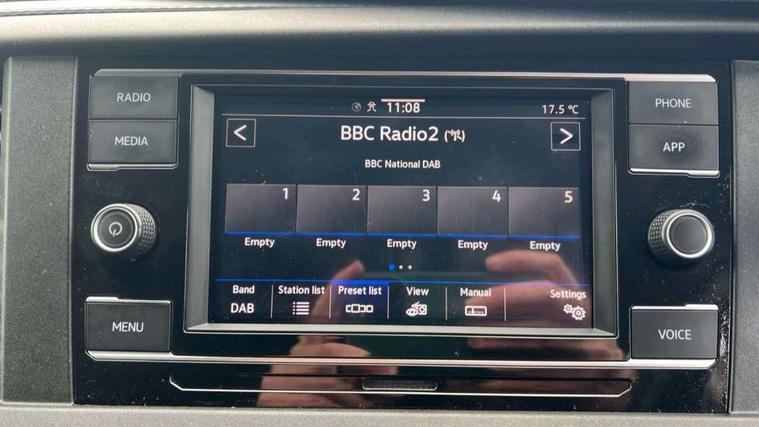 RADIO
MEDIA
MENU
11:08
17.5 °C
BBC Radio2
BBC National DAB
1 2 3 4 5
Empty Empty Empty Empty Empty
Band Station list Preset list View Manual Settings
DAB
PHONE
APP
VOICE